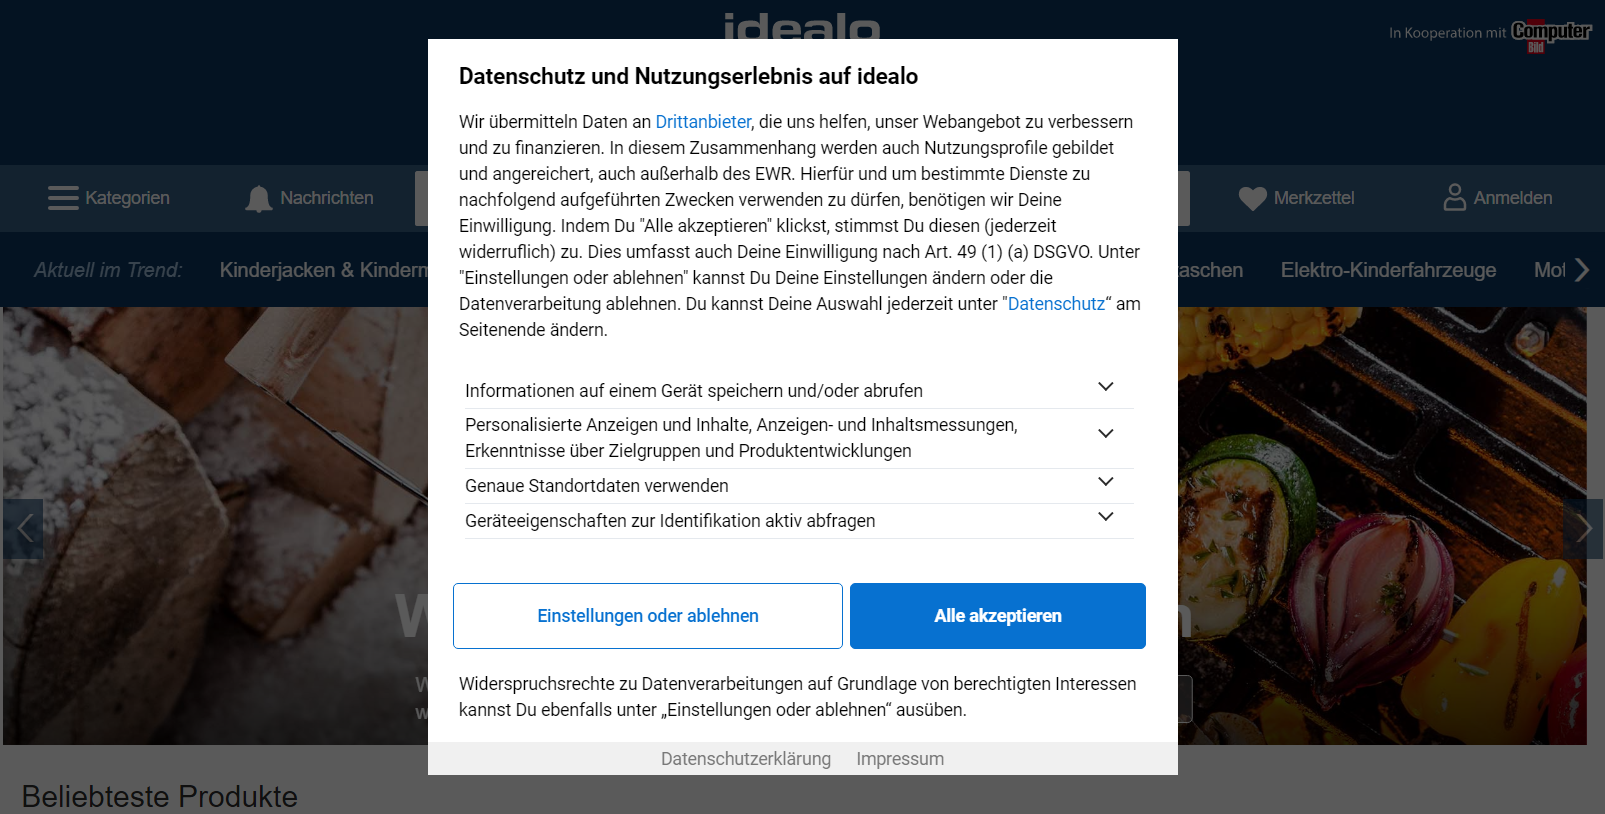 idealo
In Kooperation mit Computer Bild
Datenschutz und Nutzungserlebnis auf idealo
Wir übermitteln Daten an Drittanbieter, die uns helfen, unser Webangebot zu verbessern
und zu finanzieren. In diesem Zusammenhang werden auch Nutzungsprofile gebildet
und angereichert, auch außerhalb des EWR. Hierfür und um bestimmte Dienste zu
nachfolgend aufgeführten Zwecken verwenden zu dürfen, benötigen wir Deine
Einwilligung. Indem Du "Alle akzeptieren" klickst, stimmst Du diesen (jederzeit
widerruflich) zu. Dies umfasst auch Deine Einwilligung nach Art. 49 (1) (a) DSGVO. Unter
"Einstellungen oder ablehnen" kannst Du Deine Einstellungen ändern oder die
Datenverarbeitung ablehnen. Du kannst Deine Auswahl jederzeit unter "Datenschutz“ am
Seitenende ändern.
Informationen auf einem Gerät speichern und/oder abrufen
Personalisierte Anzeigen und Inhalte, Anzeigen- und Inhaltsmessungen,
Erkenntnisse über Zielgruppen und Produktentwicklungen
Genaue Standortdaten verwenden
Geräteeigenschaften zur Identifikation aktiv abfragen
Einstellungen oder ablehnen
Alle akzeptieren
Widerspruchsrechte zu Datenverarbeitungen auf Grundlage von berechtigten Interessen
kannst Du ebenfalls unter „Einstellungen oder ablehnen“ ausüben.
Datenschutzerklärung Impressum
Kategorien Nachrichten Merkzettel Anmelden
Aktuell im Trend: Kinderjacken & Elektro-Kinderfahrzeuge
Beliebteste Produkte